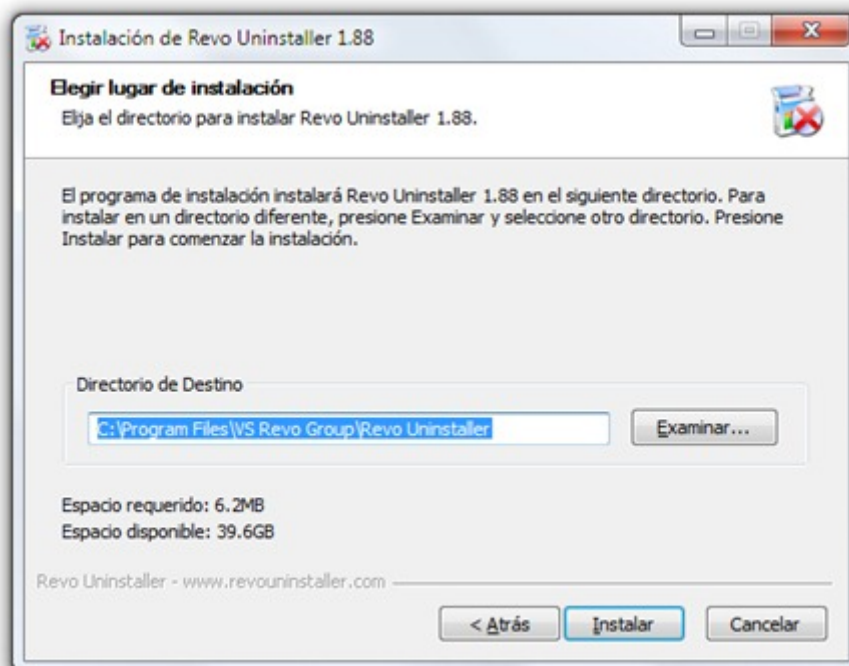 Instalación de Revo Uninstaller 1.88
Elegir lugar de instalación
Elija el directorio para instalar Revo Uninstaller 1.88.
El programa de instalación instalará Revo Uninstaller 1.88 en el siguiente directorio. Para
instalar en un directorio diferente, presione Examinar y seleccione otro directorio. Presione
Instalar para comenzar la instalación.
Directorio de Destino
C:\Program Files\VS Revo Group\Revo Uninstaller
Examinar...
Espacio requerido: 6.2MB
Espacio disponible: 39.6GB
Revo Uninstaller - www.revouninstaller.com
< Atrás
Instalar
Cancelar